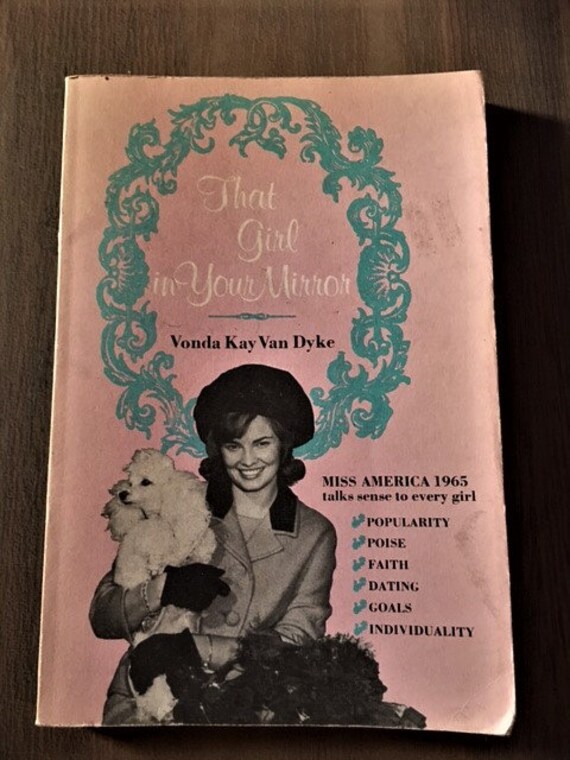 That
Girl
in Your Mirror
Vonda Kay Van Dyke
MISS AMERICA 1965
talks sense to every girl
POPULARITY
POISE
FAITH
DATING
GOALS
INDIVIDUALITY